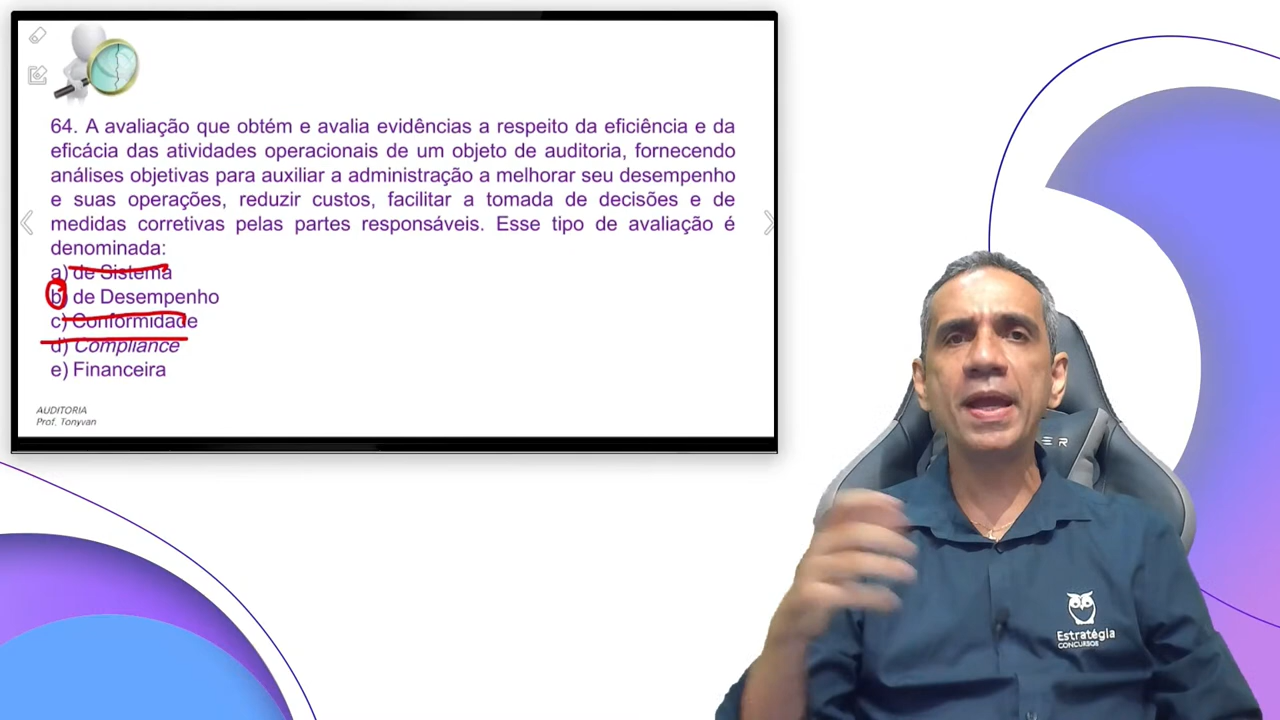 64. A avaliação que obtém e avalia evidências a respeito da eficiência e da
eficácia das atividades operacionais de um objeto de auditoria, fornecendo
análises objetivas para auxiliar a administração a melhorar seu desempenho
e suas operações, reduzir custos, facilitar a tomada de decisões e de
medidas corretivas pelas partes responsáveis. Esse tipo de avaliação é
denominada:
a) de Sistema
b) de Desempenho
c) Conformidade
d) Compliance
e) Financeira
AUDITORIA
Prof. Tonyvan
E R
Estratégia
CONCURSOS